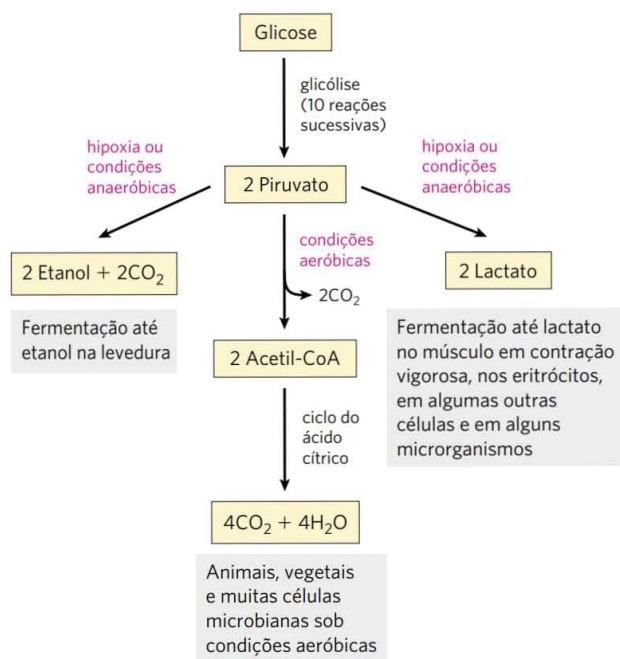 Glicose
glicólise
(10 reações
sucessivas)
hipoxia ou
condições
anaeróbicas
hipoxia ou
condições
anaeróbicas
2 Piruvato
condições
aeróbicas
2CO₂
2 Etanol + 2CO₂
2 Lactato
Fermentação até
etanol na levedura
Fermentação até lactato
no músculo em contração
vigorosa, nos eritrócitos,
em algumas outras
células e em alguns
microrganismos
2 Acetil-CoA
ciclo do
ácido
cítrico
4CO₂ + 4H₂O
Animais, vegetais
e muitas células
microbianas sob
condições aeróbicas